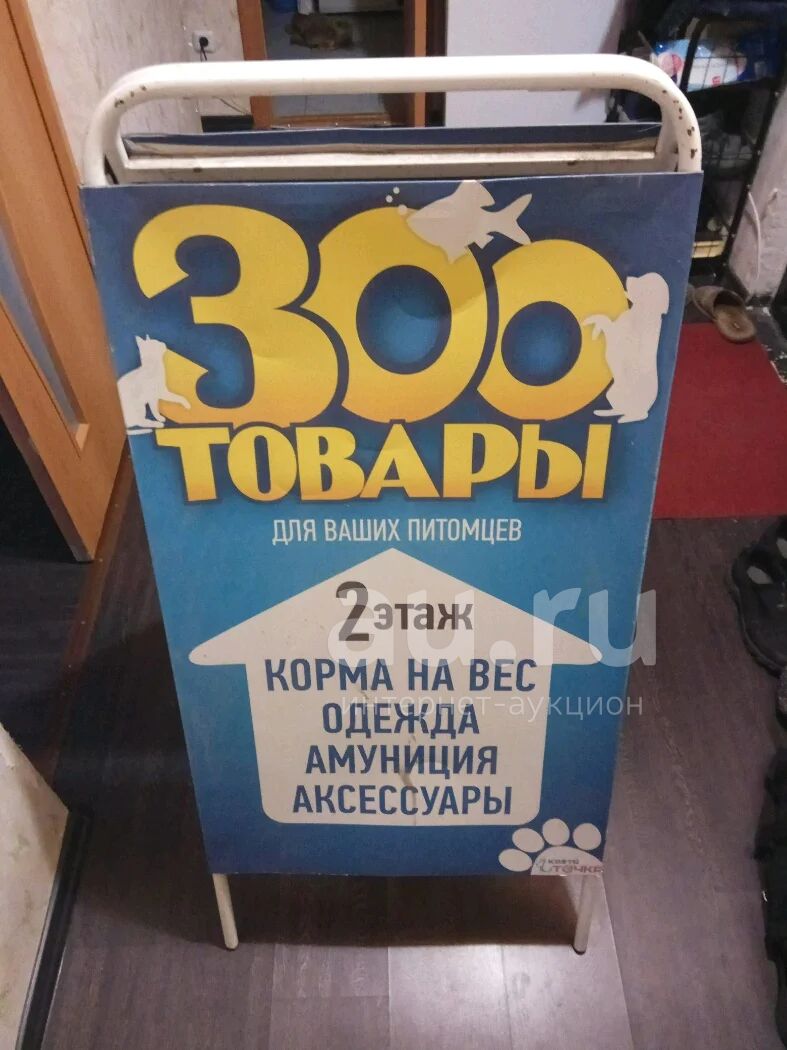 ЗОО
ТОВАРЫ
ДЛЯ ВАШИХ ПИТОМЦЕВ
2 этаж
au.ru
КОРМА НА ВЕС
интернет-аукцион
ОДЕЖДА
АМУНИЦИЯ
АКСЕССУАРЫ